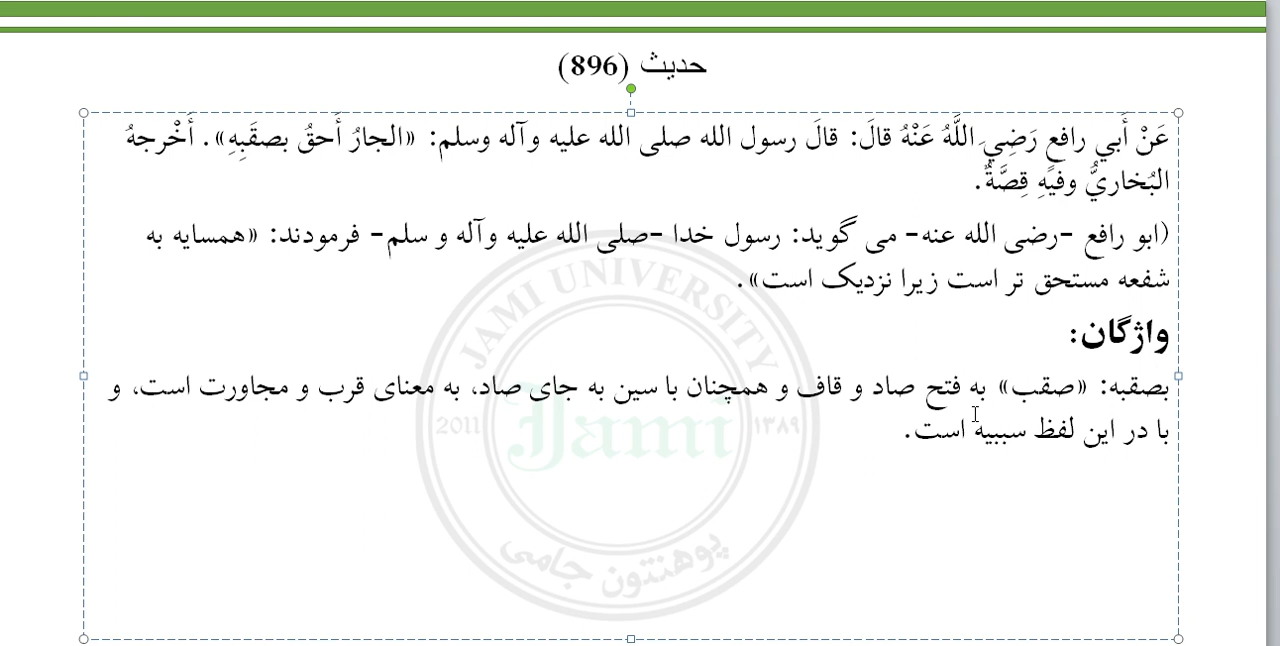 حدیث (896)
عَنْ أَبي رافعٍ رَضِيَ اللَّهُ عَنْهُ قالَ: قالَ رسول الله صلى الله عليه وآله وسلم: «الجارُ أَحقُ بصقَبِهِ». أَخْرجهُ
البُخاريُّ وفيهِ قِصَّةٌ.
(ابو رافع -رضی الله عنه- می گوید: رسول خدا -صلی الله علیه وآله و سلم- فرمودند: «همسایه به
شفعه مستحق تر است زیرا نزدیک است».
واژگان:
بصقبه: «صقب» به فتح صاد و قاف و همچنان با سین به جای صاد، به معنای قرب و مجاورت است، و
با در این لفظ سببیه است.
JAMI UNIVERSITY
2011 Jami ١٣٨٩
پوهنتون جامی